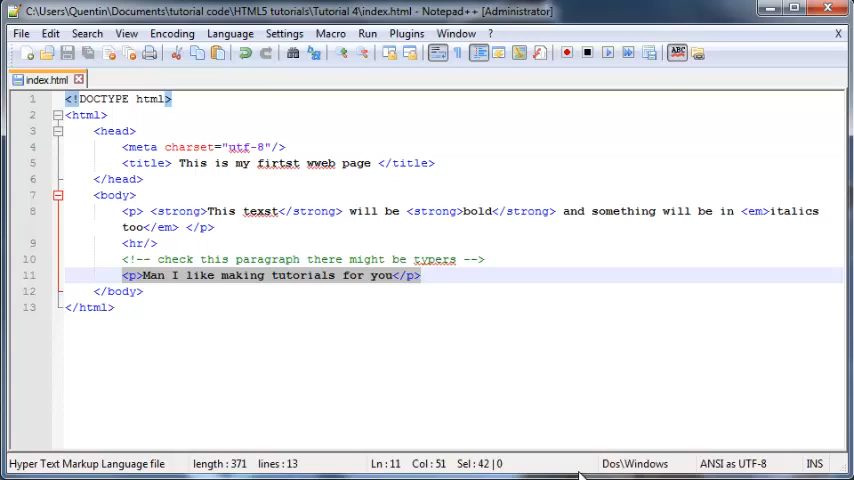 C:\Users\Quentin\Documents\tutorial code\HTML5 tutorials\Tutorial 4\index.html - Notepad++ [Administrator]
File Edit Search View Encoding Language Settings Macro Run Plugins Window ? X
ABC
index.html
1 <!DOCTYPE html>
2 <html>
3 <head>
4 <meta charset="utf-8"/>
5 <title> This is my firtst wweb page </title>
6 </head>
7 <body>
8 <p> <strong>This texst</strong> will be <strong>bold</strong> and something will be in <em>italics
too</em> </p>
9 <hr/>
10 <!-- check this paragraph there might be typers -->
11 <p>Man I like making tutorials for you</p>
12 </body>
13 </html>
Hyper Text Markup Language file length : 371 lines : 13 Ln : 11 Col : 51 Sel : 42 | 0 Dos\Windows ANSI as UTF-8 INS